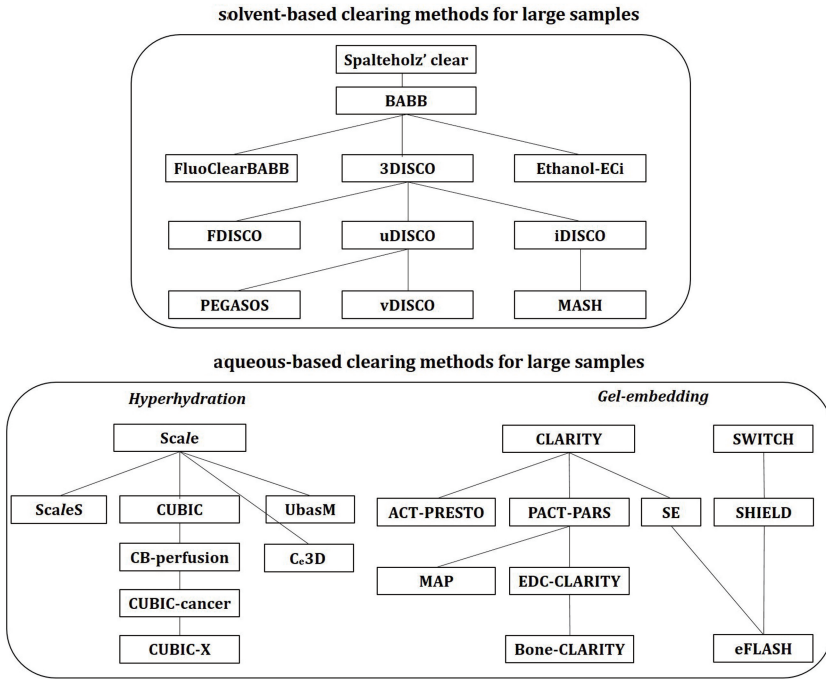 solvent-based clearing methods for large samples
Spalteholz' clear
BABB
FluoClearBABB
3DISCO
Ethanol-ECi
FDISCO
uDISCO
iDISCO
PEGASOS
vDISCO
MASH
aqueous-based clearing methods for large samples
Hyperhydration
Gel-embedding
Scale
CLARITY
SWITCH
ScaleS
CUBIC
UbasM
ACT-PRESTO
PACT-PARS
SE
SHIELD
CB-perfusion
Cₑ3D
MAP
EDC-CLARITY
CUBIC-cancer
CUBIC-X
Bone-CLARITY
eFLASH